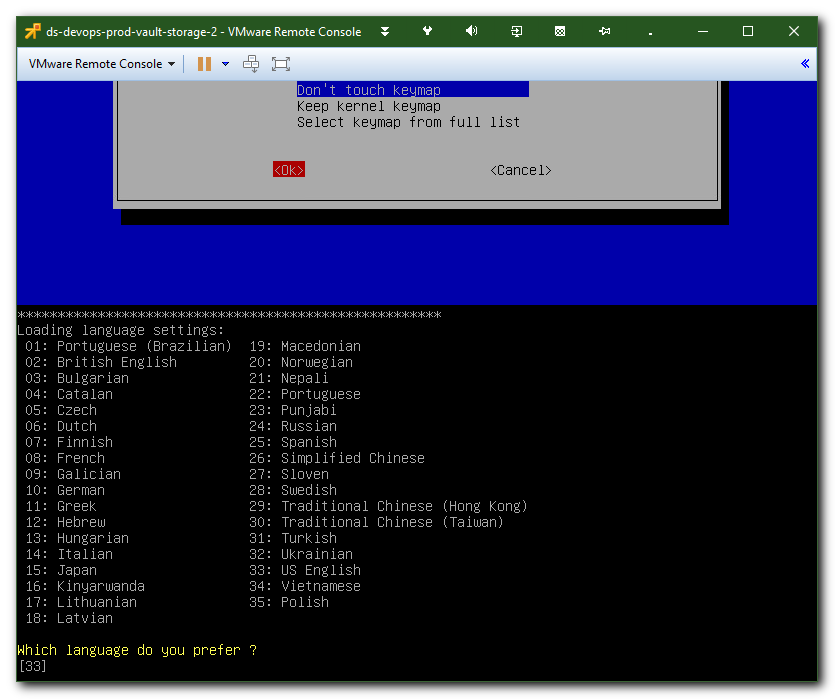 ds-devops-prod-vault-storage-2 - VMware Remote Console
VMware Remote Console
Don't touch keymap
Keep kernel keymap
Select keymap from full list
<Ok> <Cancel>
*****************************************************
Loading language settings:
01: Portuguese (Brazilian) 19: Macedonian
02: British English 20: Norwegian
03: Bulgarian 21: Nepali
04: Catalan 22: Portuguese
05: Czech 23: Punjabi
06: Dutch 24: Russian
07: Finnish 25: Spanish
08: French 26: Simplified Chinese
09: Galician 27: Sloven
10: German 28: Swedish
11: Greek 29: Traditional Chinese (Hong Kong)
12: Hebrew 30: Traditional Chinese (Taiwan)
13: Hungarian 31: Turkish
14: Italian 32: Ukrainian
15: Japan 33: US English
16: Kinyarwanda 34: Vietnamese
17: Lithuanian 35: Polish
18: Latvian
Which language do you prefer ?
[33]